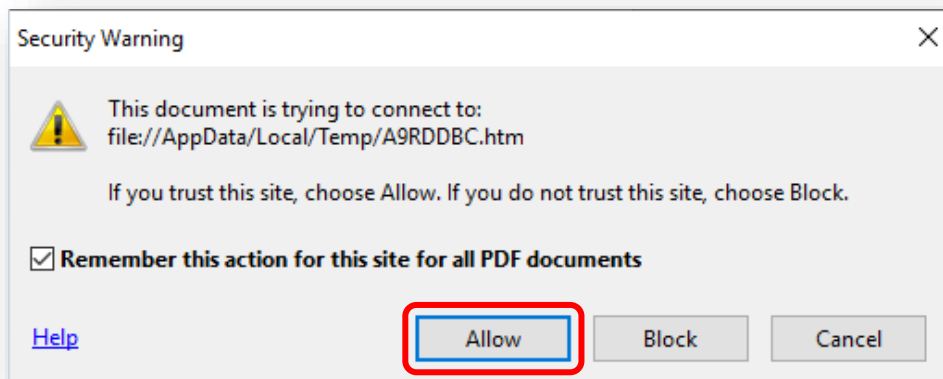 Security Warning
This document is trying to connect to:
file://AppData/Local/Temp/A9RDDBC.htm
If you trust this site, choose Allow. If you do not trust this site, choose Block.
Remember this action for this site for all PDF documents
Help
Allow
Block
Cancel